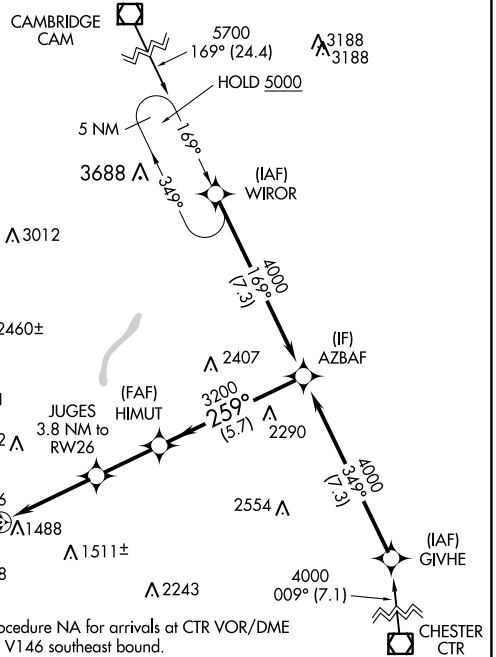 CAMBRIDGE
CAM
5700
169° (24.4)
3188
3188
HOLD 5000
5 NM
169°
349°
3688
(IAF)
WIROR
3012
4000
169°
(7.3)
2460±
(IF)
AZBAF
2407
(FAF)
HIMUT
3200
259°
(5.7)
JUGES
3.8 NM to
RW26
2290
4000
349°
(7.3)
2554
1488
1511±
(IAF)
GIVHE
4000
009° (7.1)
2243
CHESTER
CTR
ocedure NA for arrivals at CTR VOR/DME
V146 southeast bound.